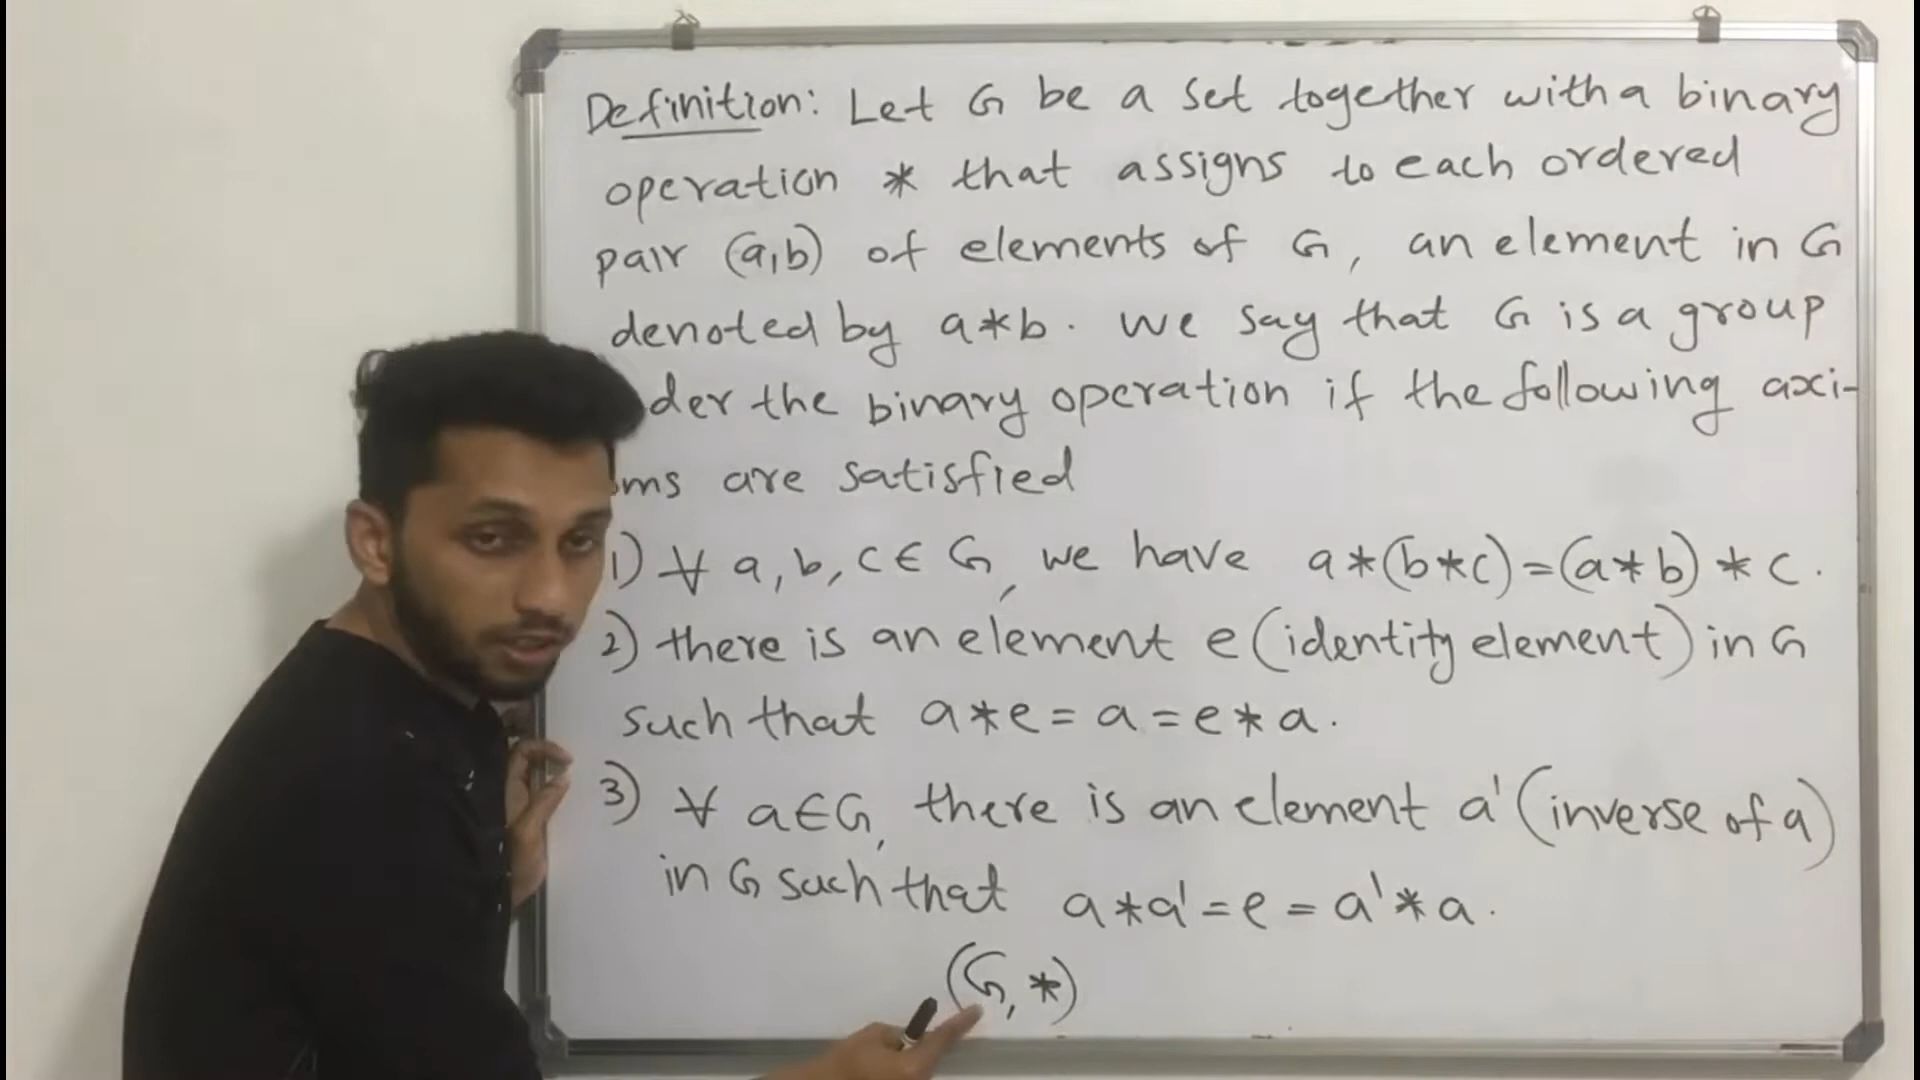 Definition: Let G be a set together with a binary
operation * that assigns to each ordered
pair (a,b) of elements of G, an element in G
denoted by a*b. We say that G is a group
der the binary operation if the following axi-
ms are satisfied
1) ∀ a, b, c ∈ G, we have a*(b*c)=(a*b)*c.
2) there is an element e (identity element) in G
such that a*e = a = e*a.
3) ∀ a∈G, there is an element a' (inverse of a)
in G such that a*a' = e = a'*a.
(G, *)